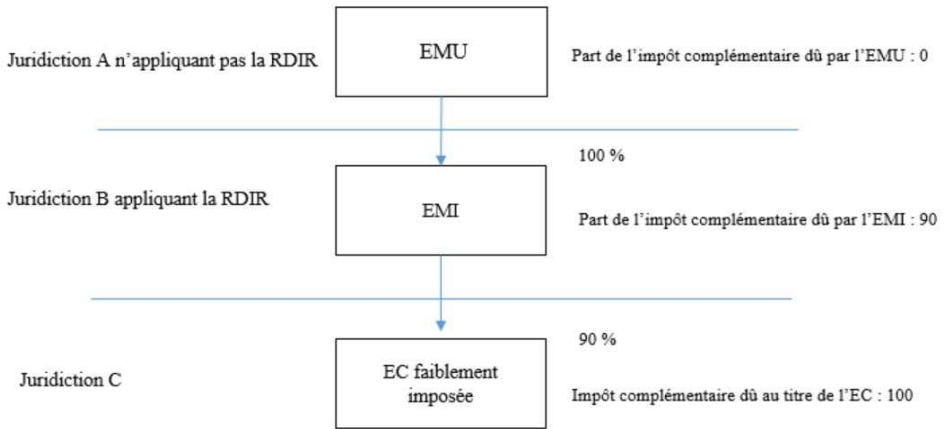 Juridiction A n'appliquant pas la RDIR
EMU
Part de l'impôt complémentaire dû par l'EMU : 0
100 %
Juridiction B appliquant la RDIR
EMI
Part de l'impôt complémentaire dû par l'EMI : 90
90 %
Juridiction C
EC faiblement
imposée
Impôt complémentaire dû au titre de l'EC : 100